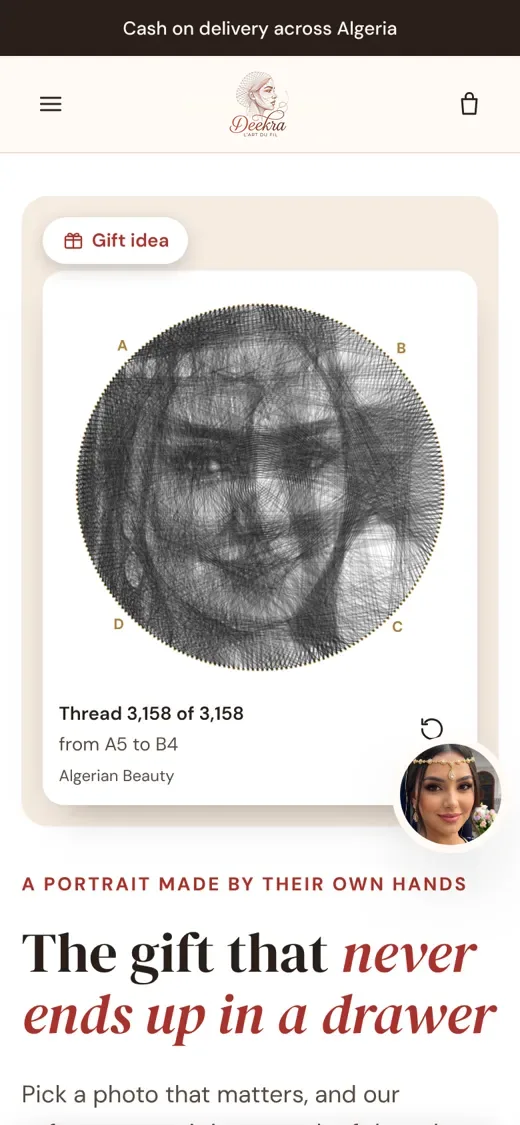 Cash on delivery across Algeria
Deekra
L'ART DU FIL
Gift idea
A
B
D
C
Thread 3,158 of 3,158
from A5 to B4
Algerian Beauty
A PORTRAIT MADE BY THEIR OWN HANDS
The gift that never
ends up in a drawer
Pick a photo that matters, and our